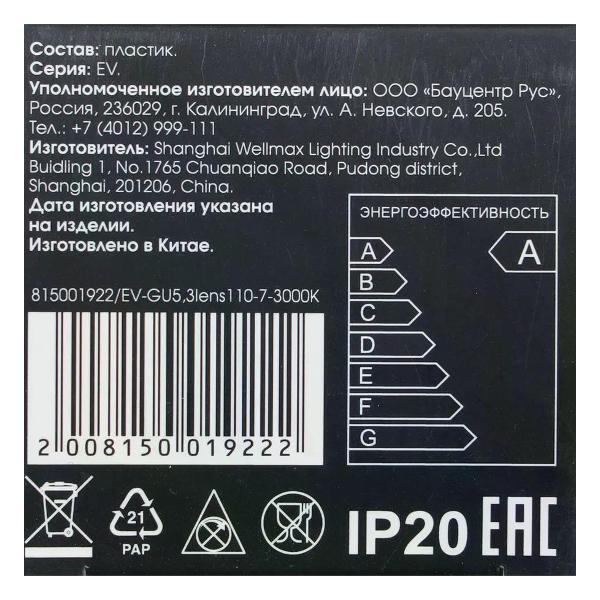 Состав: пластик.
Серия: EV.
Уполномоченное изготовителем лицо: ООО «Бауцентр Рус»,
Россия, 236029, г. Калининград, ул. А. Невского, д. 205.
Тел.: +7 (4012) 999-111
Изготовитель: Shanghai Wellmax Lighting Industry Co.,Ltd
Buidling 1, No.1765 Chuanqiao Road, Pudong district,
Shanghai, 201206, China.
Дата изготовления указана
на изделии.
Изготовлено в Китае.
ЭНЕРГОЭФФЕКТИВНОСТЬ
A
A
B
C
D
E
F
G
815001922/EV-GU5,3lens110-7-3000K
2 008150 019222
21
PAP
IP20
EAC